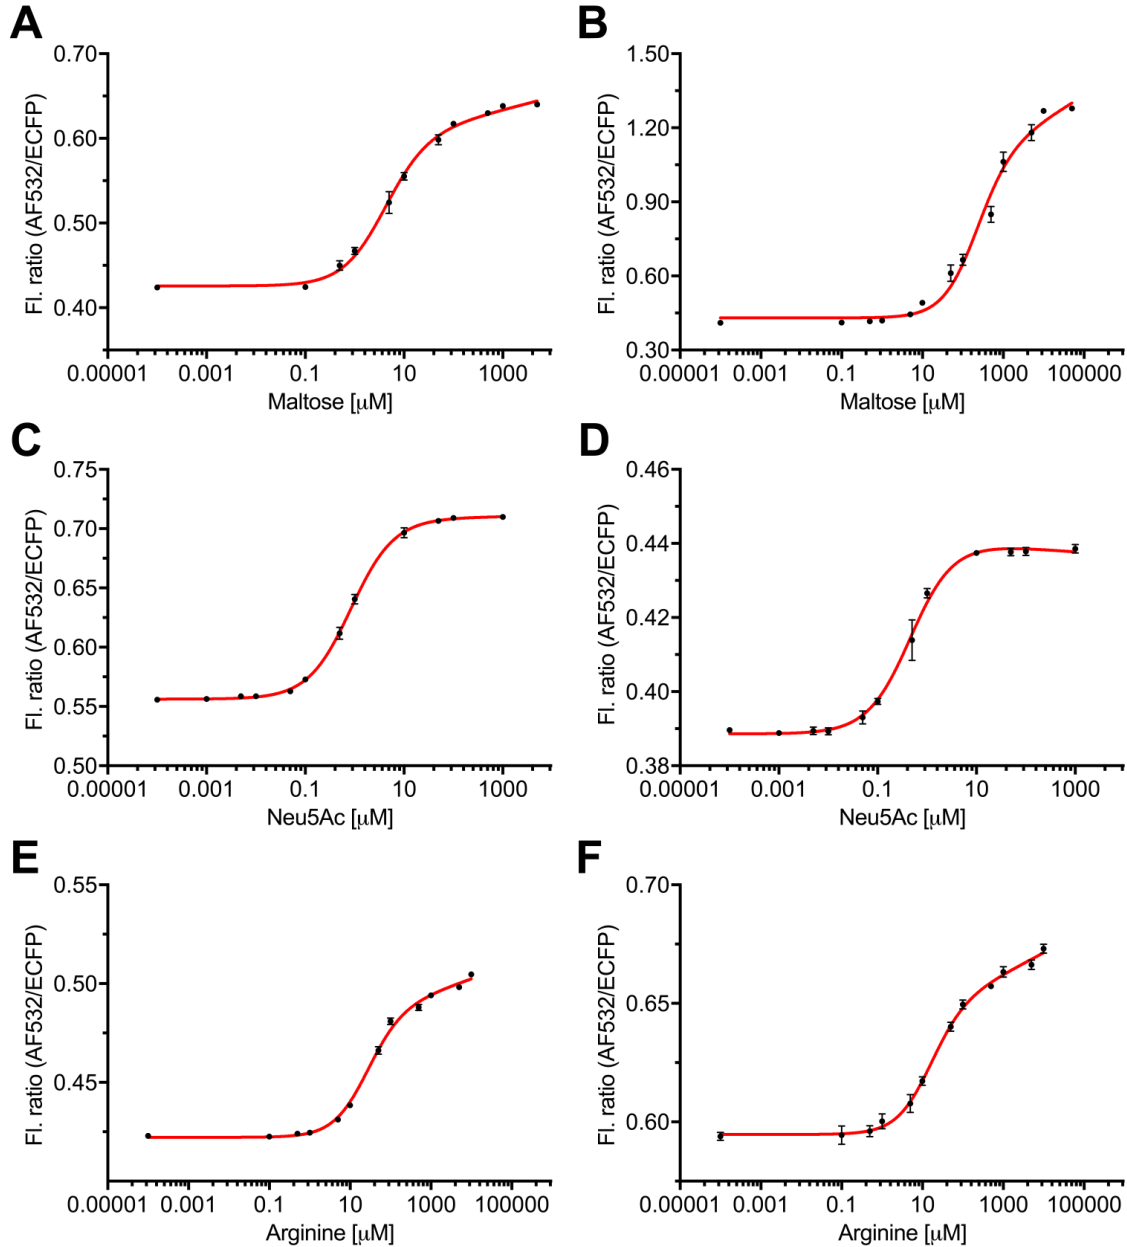 A
Fl. ratio (AF532/ECFP)
0.70
0.60
0.50
0.40
0.00001 0.001 0.1 10 1000
Maltose [μM]
B
Fl. ratio (AF532/ECFP)
1.50
1.20
0.90
0.60
0.30
0.00001 0.001 0.1 10 1000 100000
Maltose [μM]
C
Fl. ratio (AF532/ECFP)
0.75
0.70
0.65
0.60
0.55
0.50
0.00001 0.001 0.1 10 1000
Neu5Ac [μM]
D
Fl. ratio (AF532/ECFP)
0.46
0.44
0.42
0.40
0.38
0.00001 0.001 0.1 10 1000
Neu5Ac [μM]
E
Fl. ratio (AF532/ECFP)
0.55
0.50
0.45
0.00001 0.001 0.1 10 1000 100000
Arginine [μM]
F
Fl. ratio (AF532/ECFP)
0.70
0.65
0.60
0.00001 0.001 0.1 10 1000 100000
Arginine [μM]